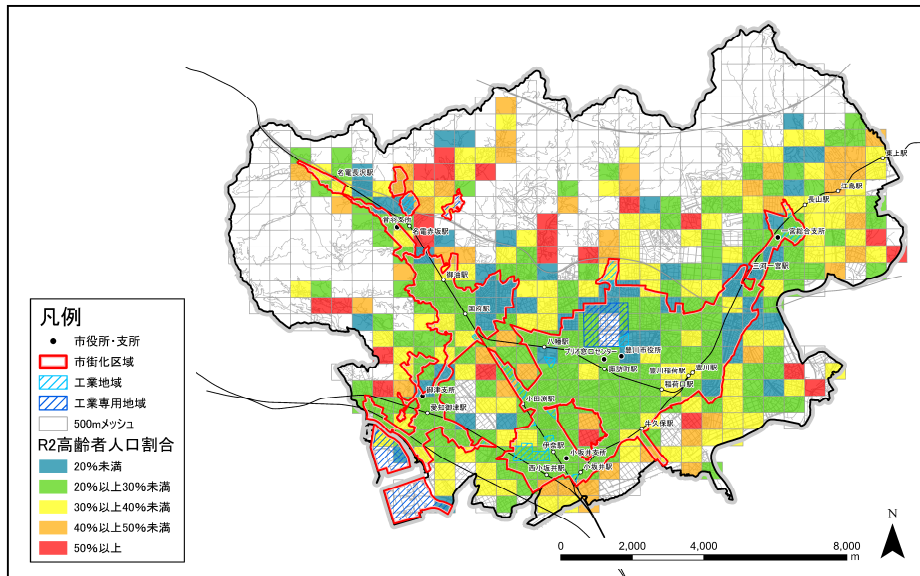 名電長沢駅
音羽支所
名電赤坂駅
御油駅
国府駅
八幡駅
プリオ窓口センター
豊川市役所
諏訪町駅
豊川稲荷駅
豊川駅
稲荷口駅
牛久保駅
小田渕駅
伊奈駅
小坂井支所
西小坂井駅
小坂井駅
御津支所
愛知御津駅
東上駅
江島駅
長山駅
一宮総合支所
三河一宮駅
凡例
市役所・支所
市街化区域
工業地域
工業専用地域
500mメッシュ
R2高齢者人口割合
20%未満
20%以上30%未満
30%以上40%未満
40%以上50%未満
50%以上
N
0 2,000 4,000 8,000
m